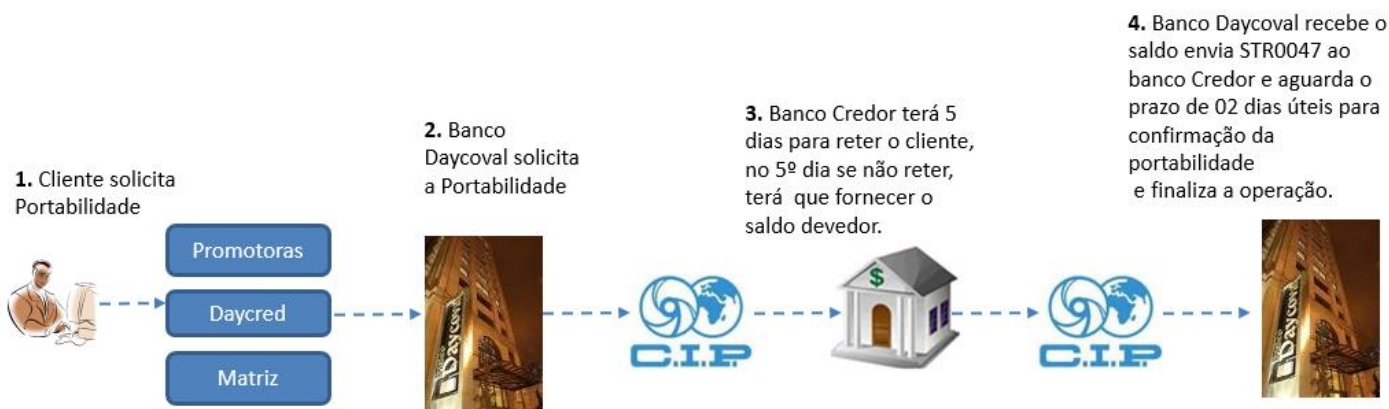 1. Cliente solicita
Portabilidade
Promotoras
Daycred
Matriz
2. Banco
Daycoval solicita
a Portabilidade
Daycoval
C.I.P.
3. Banco Credor terá 5
dias para reter o cliente,
no 5º dia se não reter,
terá que fornecer o
saldo devedor.
$
C.I.P.
4. Banco Daycoval recebe o
saldo envia STR0047 ao
banco Credor e aguarda o
prazo de 02 dias úteis para
confirmação da
portabilidade
e finaliza a operação.
Daycoval